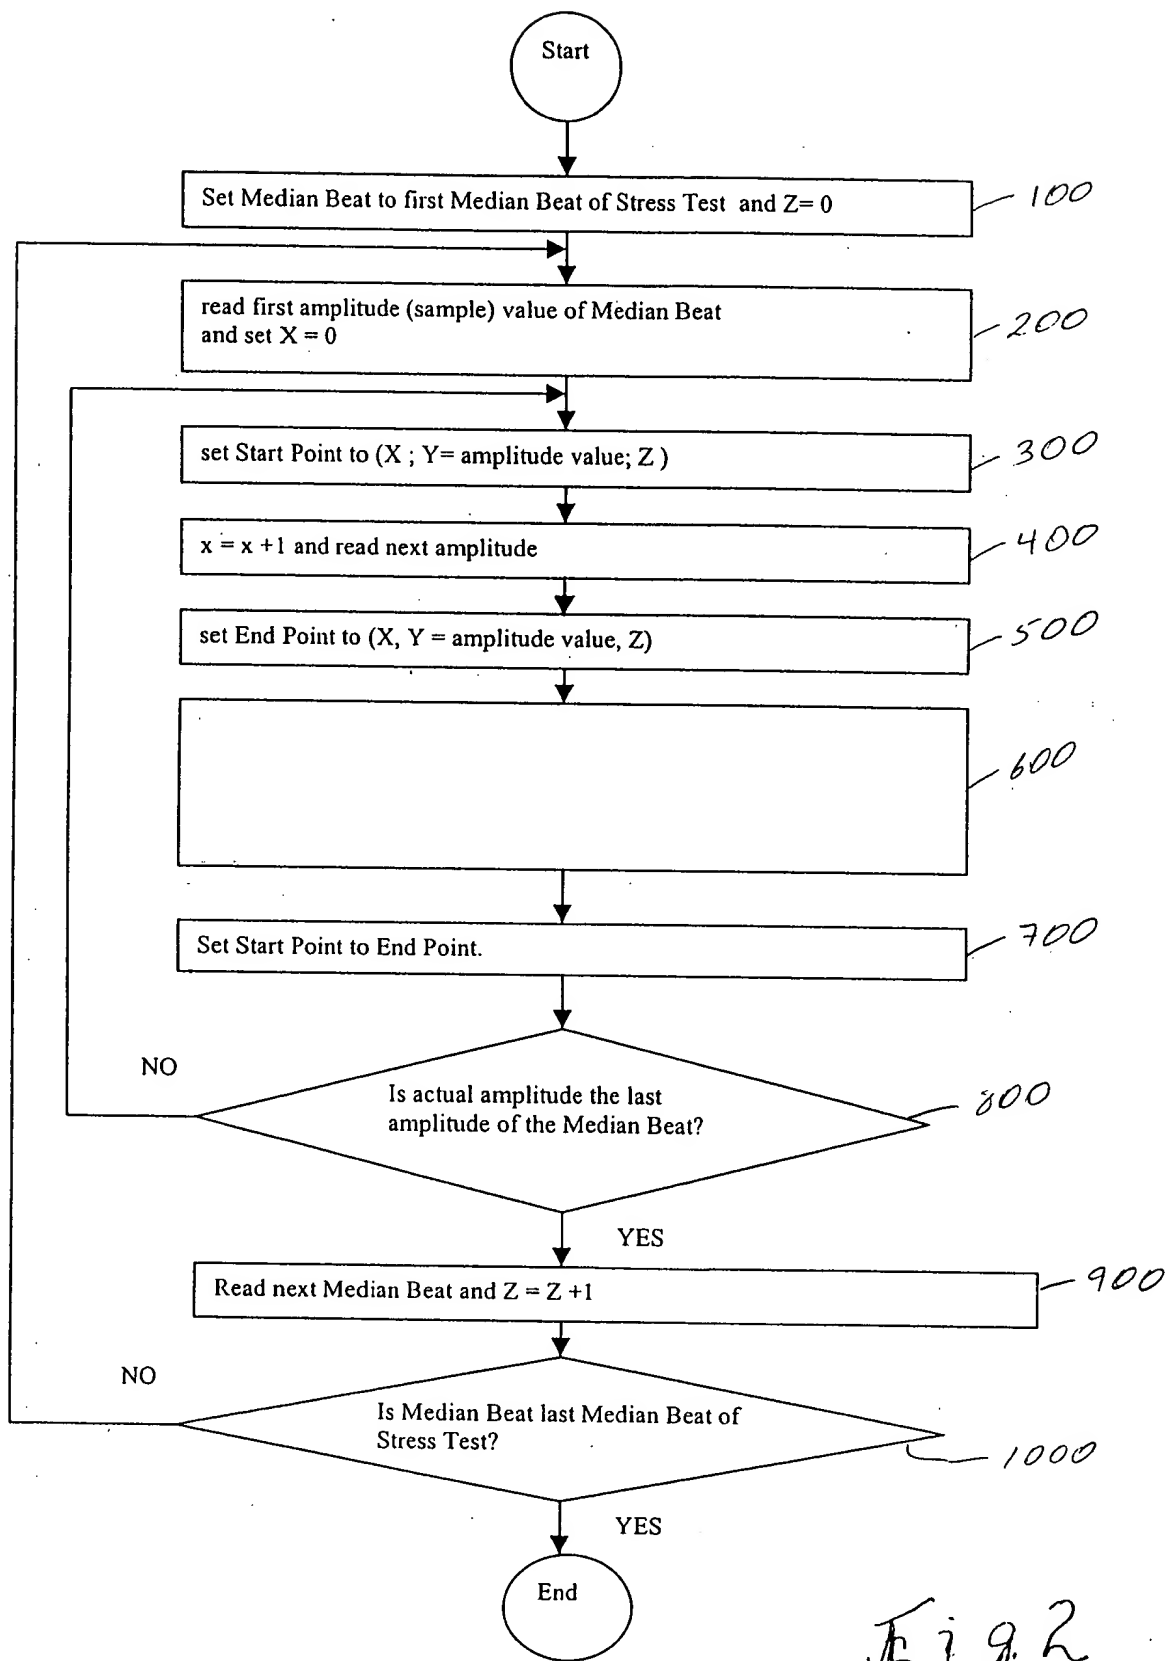 Start
Set Median Beat to first Median Beat of Stress Test and Z= 0
100
read first amplitude (sample) value of Median Beat
and set X = 0
200
set Start Point to (X ; Y= amplitude value; Z )
300
x = x +1 and read next amplitude
400
set End Point to (X, Y = amplitude value, Z)
500
600
Set Start Point to End Point.
700
NO
Is actual amplitude the last
amplitude of the Median Beat?
800
YES
Read next Median Beat and Z = Z +1
900
NO
Is Median Beat last Median Beat of
Stress Test?
1000
YES
End
Fig 2